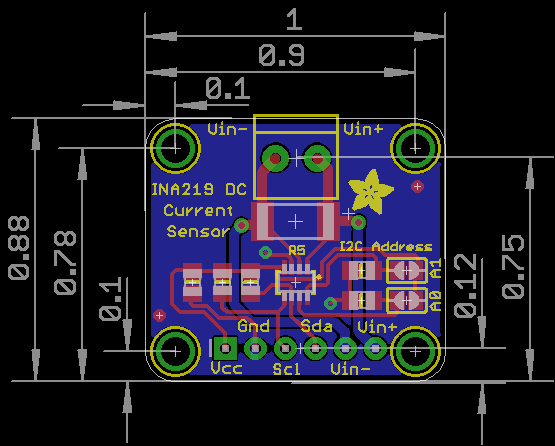 1
0.9
0.1
Vin- Vin+
INA219 DC
Current
Sensor
R5 I2C Address
A1
A0
Gnd Sda Vin+
Vcc Scl Vin-
0.88
0.78
0.1
0.75
0.12